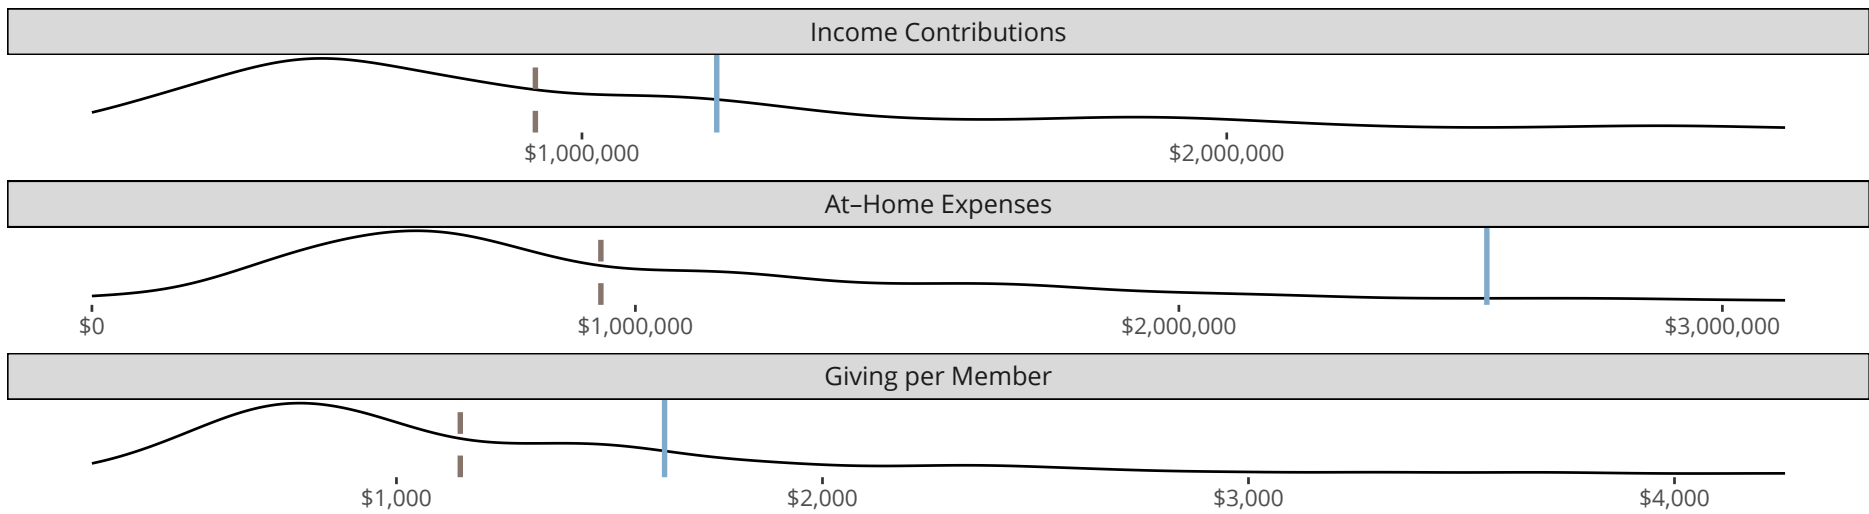 Income Contributions
$1,000,000 $2,000,000
At–Home Expenses
$0 $1,000,000 $2,000,000 $3,000,000
Giving per Member
$1,000 $2,000 $3,000 $4,000